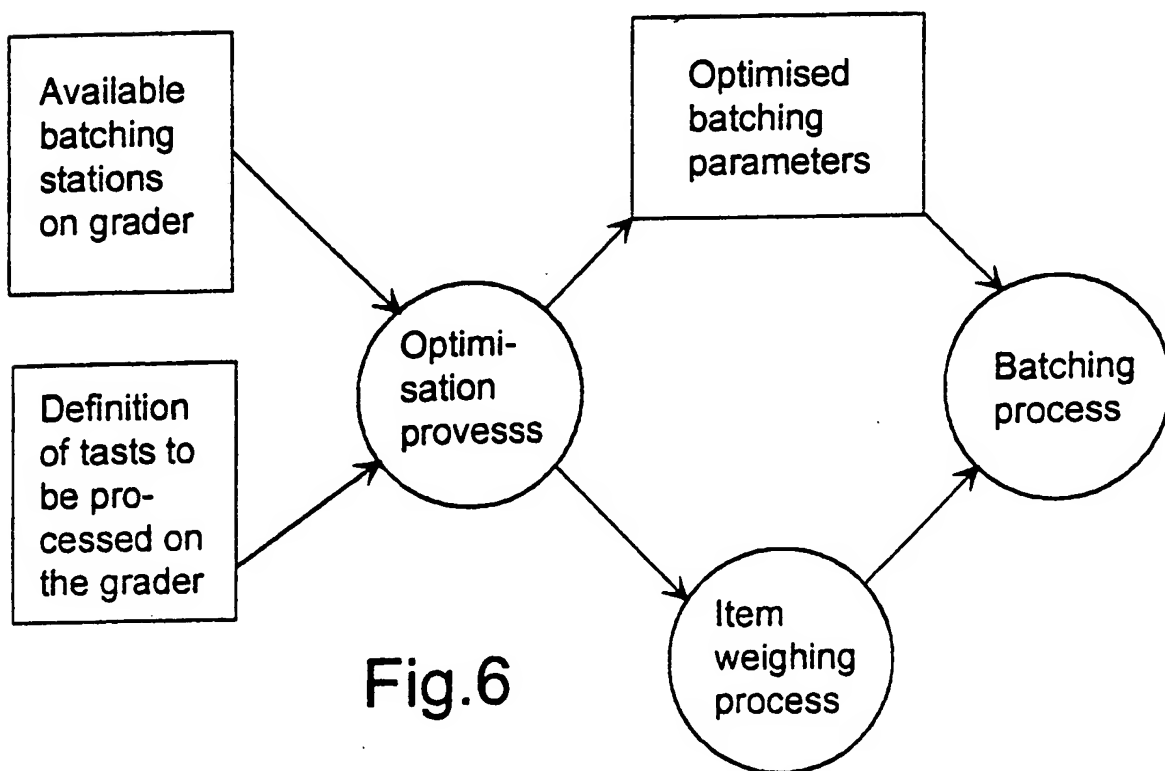 Available
batching
stations
on grader
Optimised
batching
parameters
Definition
of tasts to
be pro-
cessed on
the grader
Optimi-
sation
provesss
Batching
process
Item
weighing
process
Fig.6